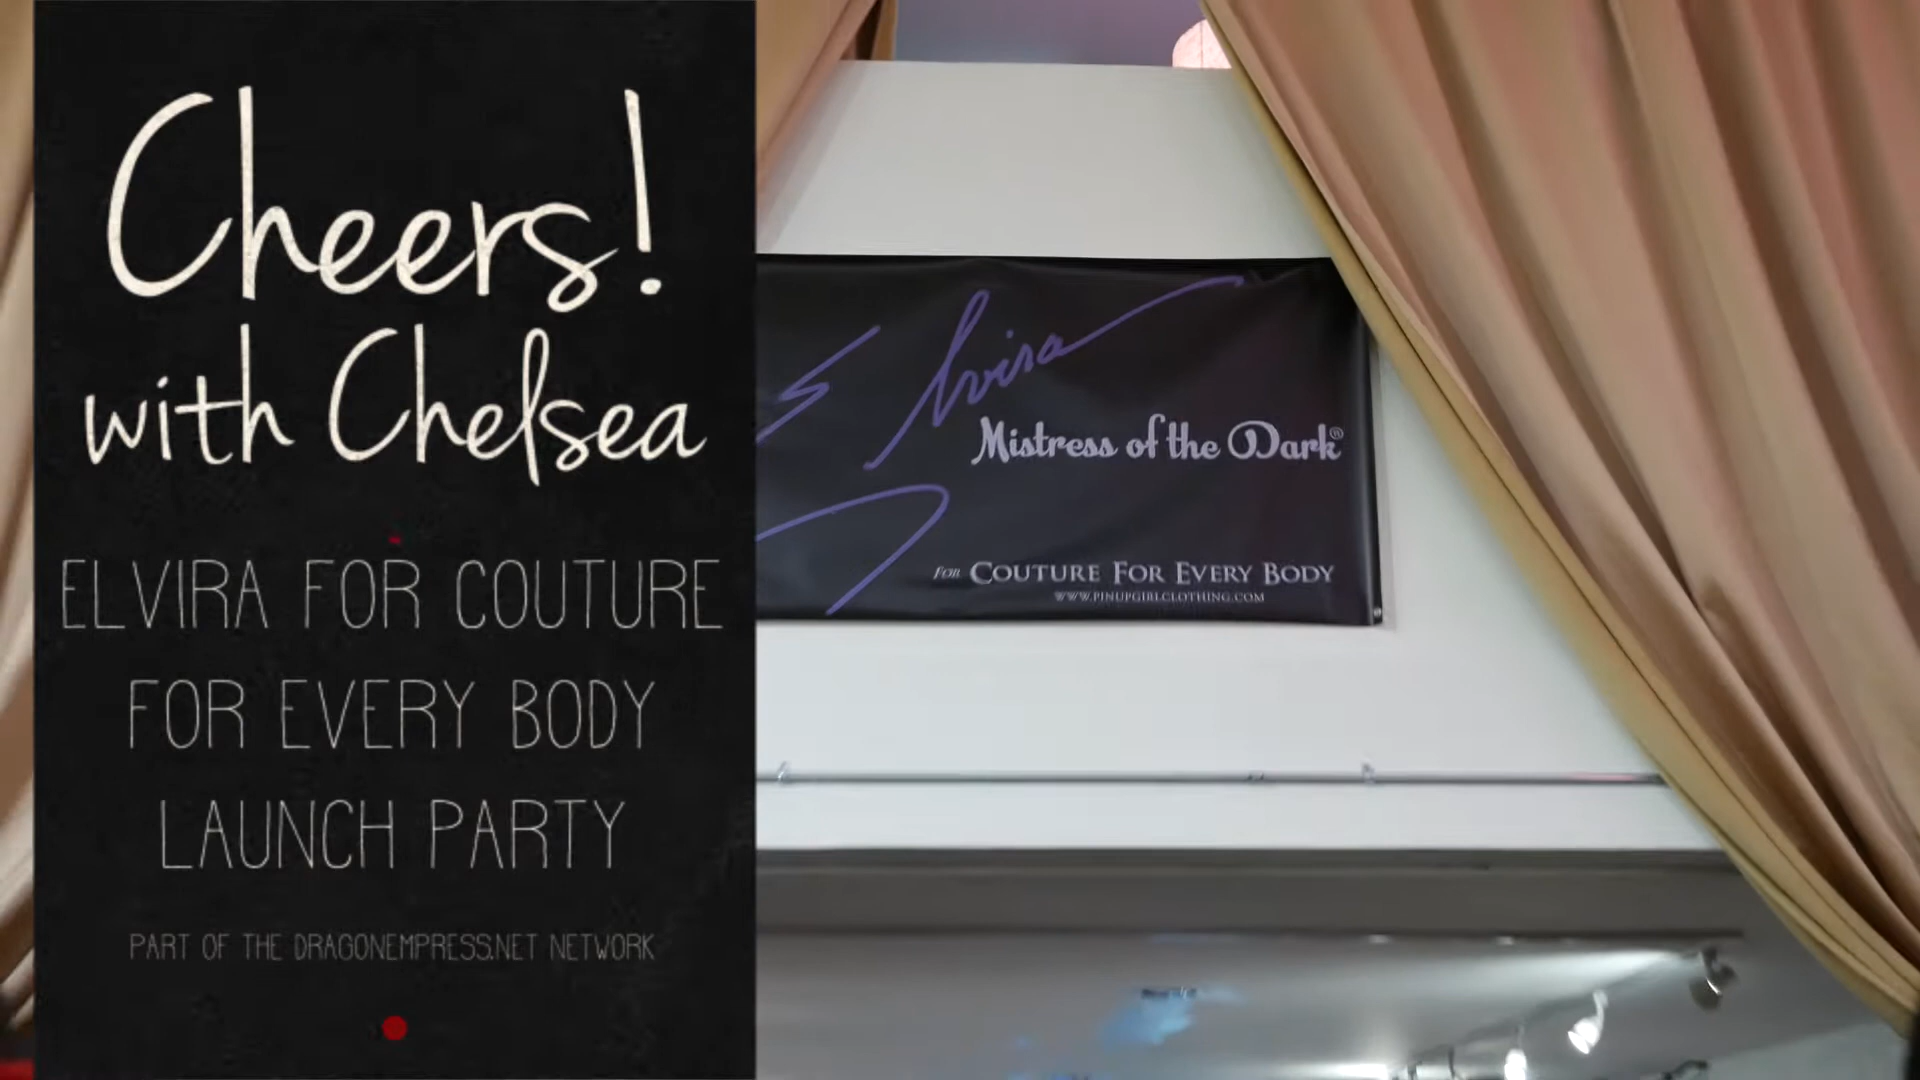 Cheers!
with Chelsea
ELVIRA FOR COUTURE
FOR EVERY BODY
LAUNCH PARTY
PART OF THE DRAGONEMPRESS.NET NETWORK
Elvira
Mistress of the Dark®
FOR COUTURE FOR EVERY BODY
WWW.PINUPGIRLCLOTHING.COM